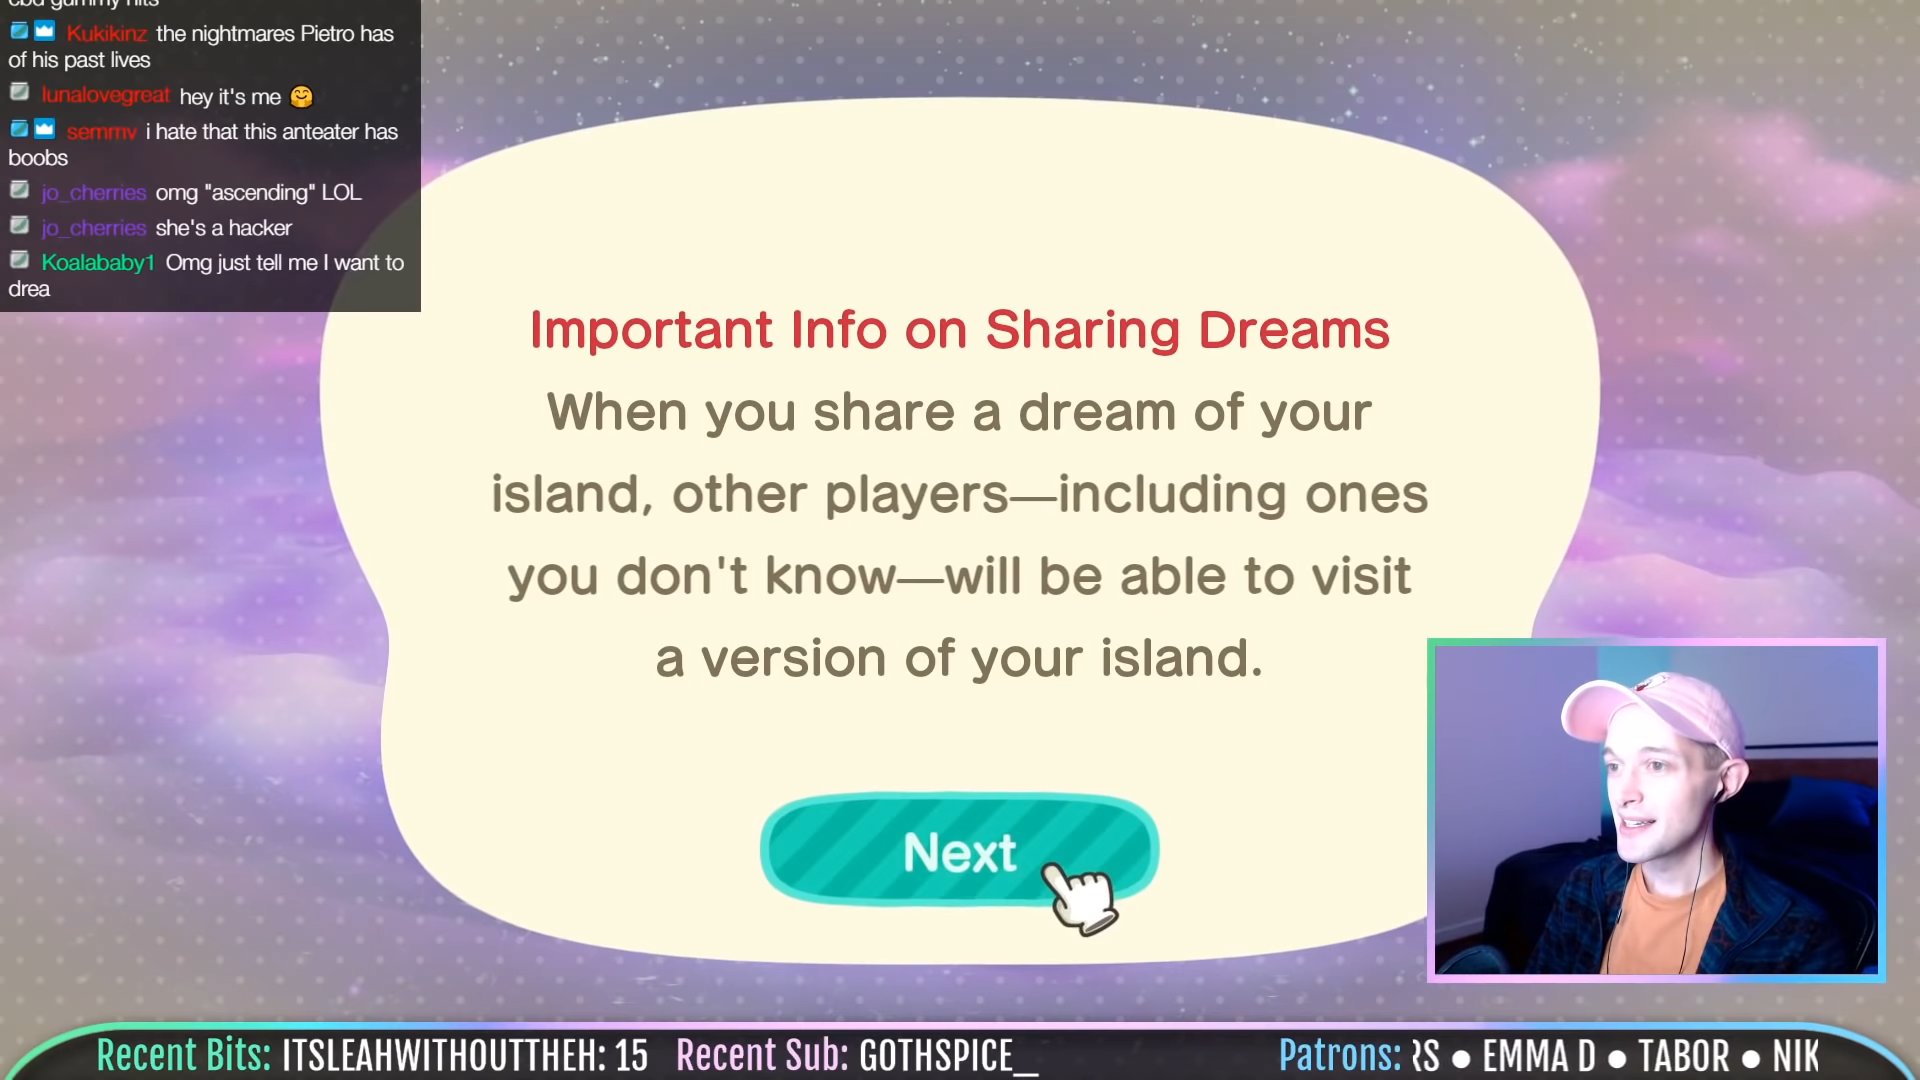 Kukikinz the nightmares Pietro has
of his past lives
lunalovegreat hey it's me
semmv i hate that this anteater has
boobs
jo_cherries omg "ascending" LOL
jo_cherries she's a hacker
Koalababy1 Omg just tell me I want to
drea
Important Info on Sharing Dreams
When you share a dream of your
island, other players—including ones
you don't know—will be able to visit
a version of your island.
Next
Recent Bits: ITSLEAHWITHOUTTHEH: 15 Recent Sub: GOTHSPICE_ Patrons: RS ● EMMA D ● TABOR ● NIK